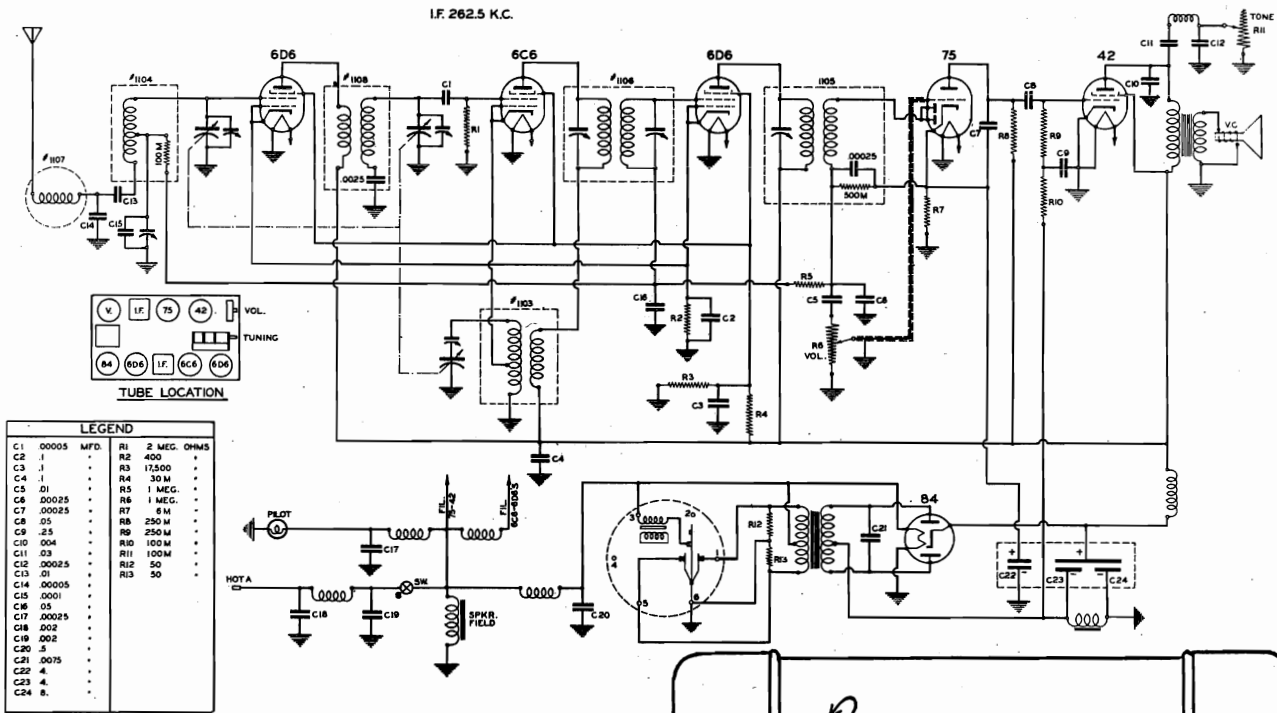 I.F. 262.5 K.C.
6D6
6C6
6D6
75
42
TONE
R11
C11
C12
C10
#1104
#1108
#1106
1105
#1107
#1103
100M
C1
R1
.0025
.00025
500M
C7
C8
R8
R9
C9
R10
V.C.
R7
C13
C14
C15
C16
R2
C2
R5
C5
C6
R6
VOL.
R3
C3
R4
C4
V.
I.F.
75
42
VOL.
TUNING
84
6D6
I.F.
6C6
6D6
TUBE LOCATION
LEGEND
C1 .00005 MFD. R1 2 MEG. OHMS
C2 .1 " R2 400 "
C3 .1 " R3 17,500 "
C4 .1 " R4 30 M "
C5 .01 " R5 1 MEG. "
C6 .00025 " R6 1 MEG. "
C7 .00025 " R7 6 M "
C8 .05 " R8 250 M "
C9 .25 " R9 250 M "
C10 .004 " R10 100 M "
C11 .03 " R11 100 M "
C12 .00025 " R12 50 "
C13 .01 " R13 50 "
C14 .00005 "
C15 .0001 "
C16 .05 "
C17 .00025 "
C18 .002 "
C19 .002 "
C20 .5 "
C21 .0075 "
C22 4. "
C23 4. "
C24 8. "
PILOT
FIL.
75-42
FIL.
6C6-6D6'S
C17
HOT A
SW.
C18
C19
SPKR.
FIELD
C20
3
2
4
5
6
R12
R13
C21
84
C22
C23
C24